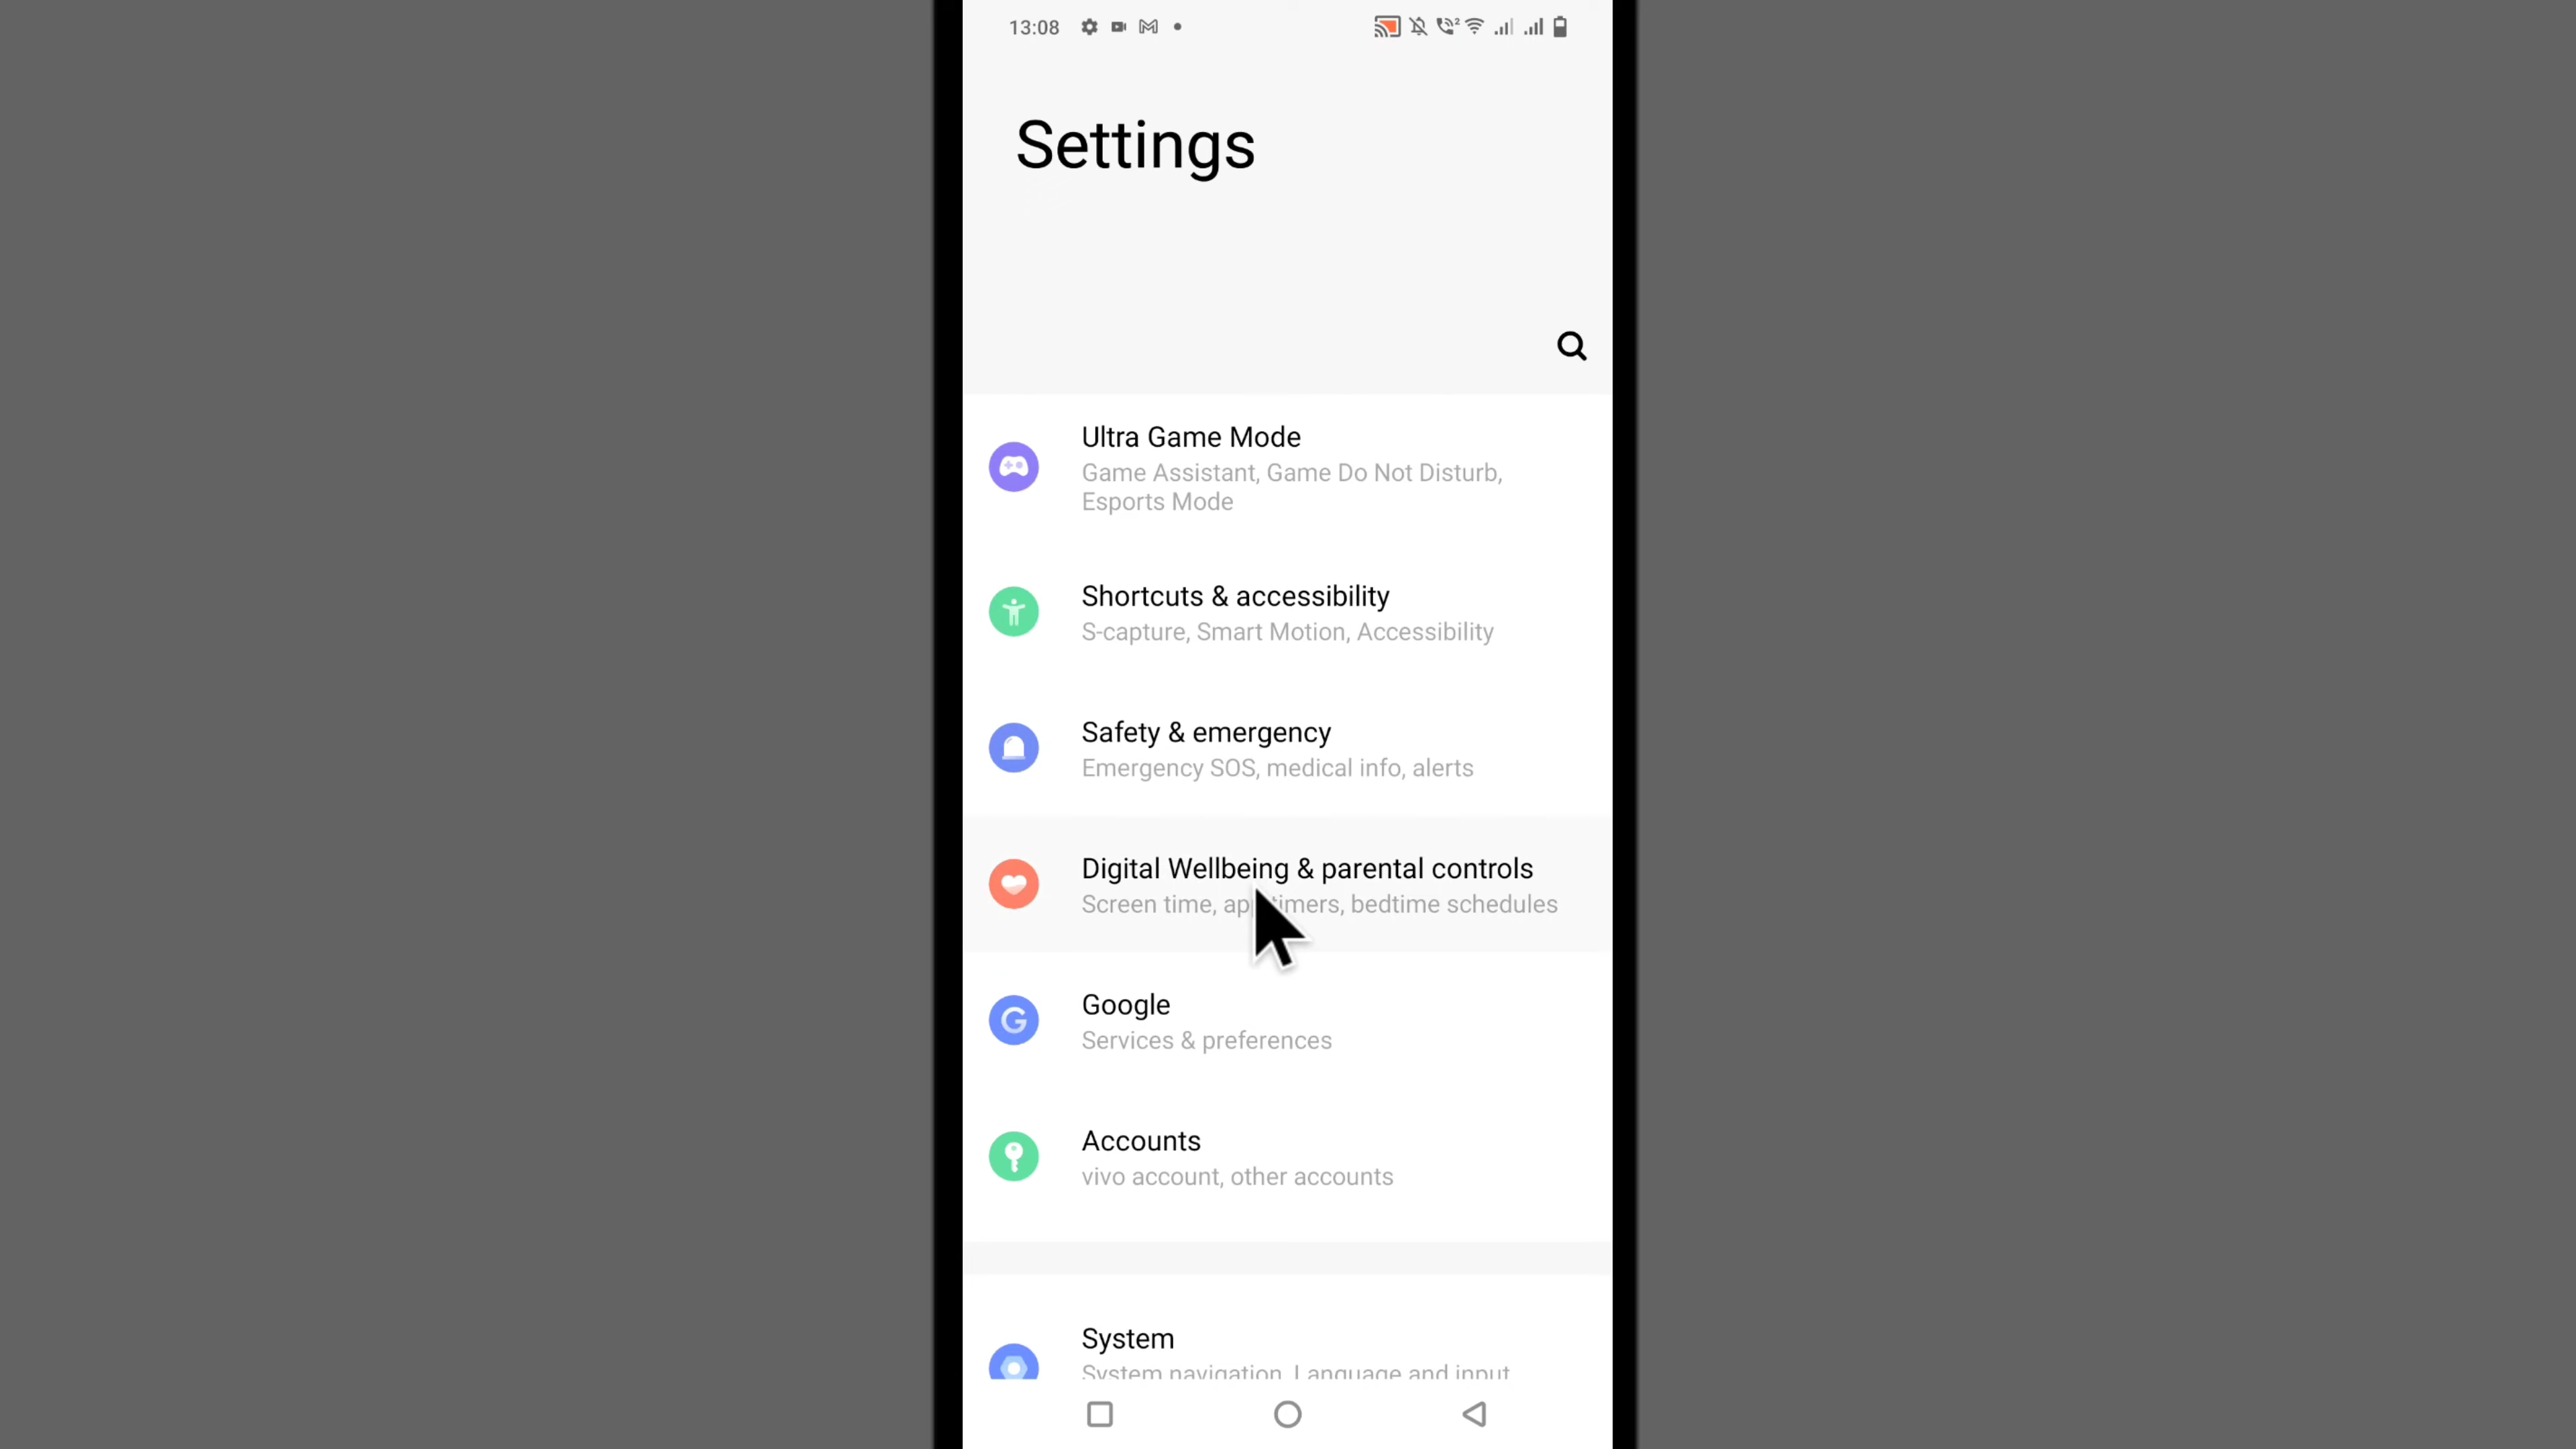 13:08
Settings
Ultra Game Mode
Game Assistant, Game Do Not Disturb,
Esports Mode
Shortcuts & accessibility
S-capture, Smart Motion, Accessibility
Safety & emergency
Emergency SOS, medical info, alerts
Digital Wellbeing & parental controls
Screen time, app timers, bedtime schedules
Google
Services & preferences
Accounts
vivo account, other accounts
System
System navigation, Language and input